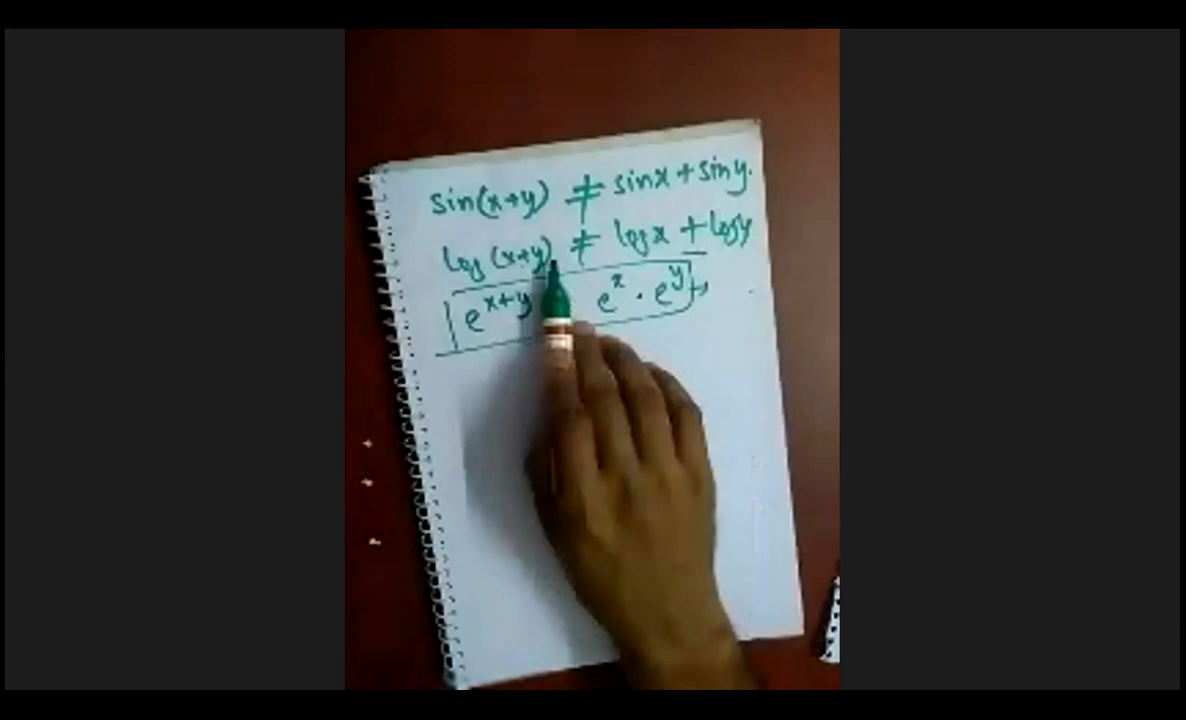 sin(x+y) ≠ sinx + siny.
log (x+y) ≠ logx + logy
e^{x+y} e^x . e^y